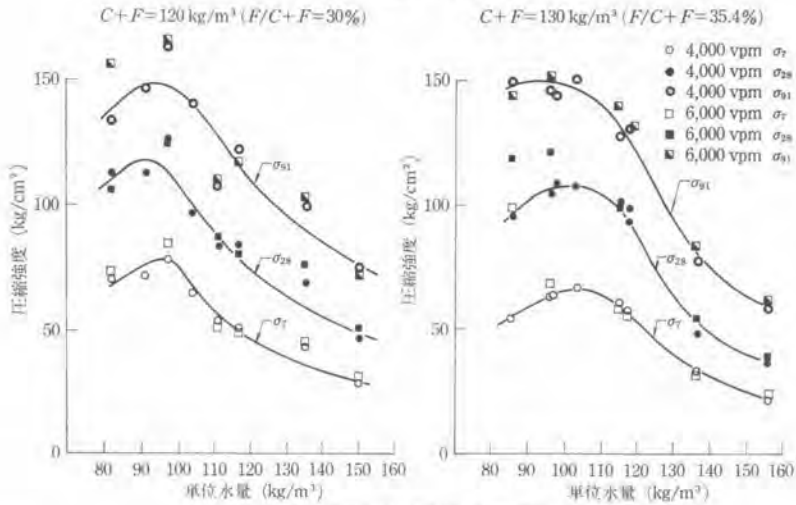 C+F=120 kg/m³ (F/C+F=30%)
C+F=130 kg/m³ (F/C+F=35.4%)
150
100
50
0
圧縮強度 (kg/cm²)
σ₉₁
σ₂₈
σ₇
80 90 100 110 120 130 140 150 160
単位水量 (kg/m³)
150
100
50
0
圧縮強度 (kg/cm²)
4,000 vpm σ₇
4,000 vpm σ₂₈
4,000 vpm σ₉₁
6,000 vpm σ₇
6,000 vpm σ₂₈
6,000 vpm σ₉₁
σ₉₁
σ₂₈
σ₇
80 90 100 110 120 130 140 150 160
単位水量 (kg/m³)